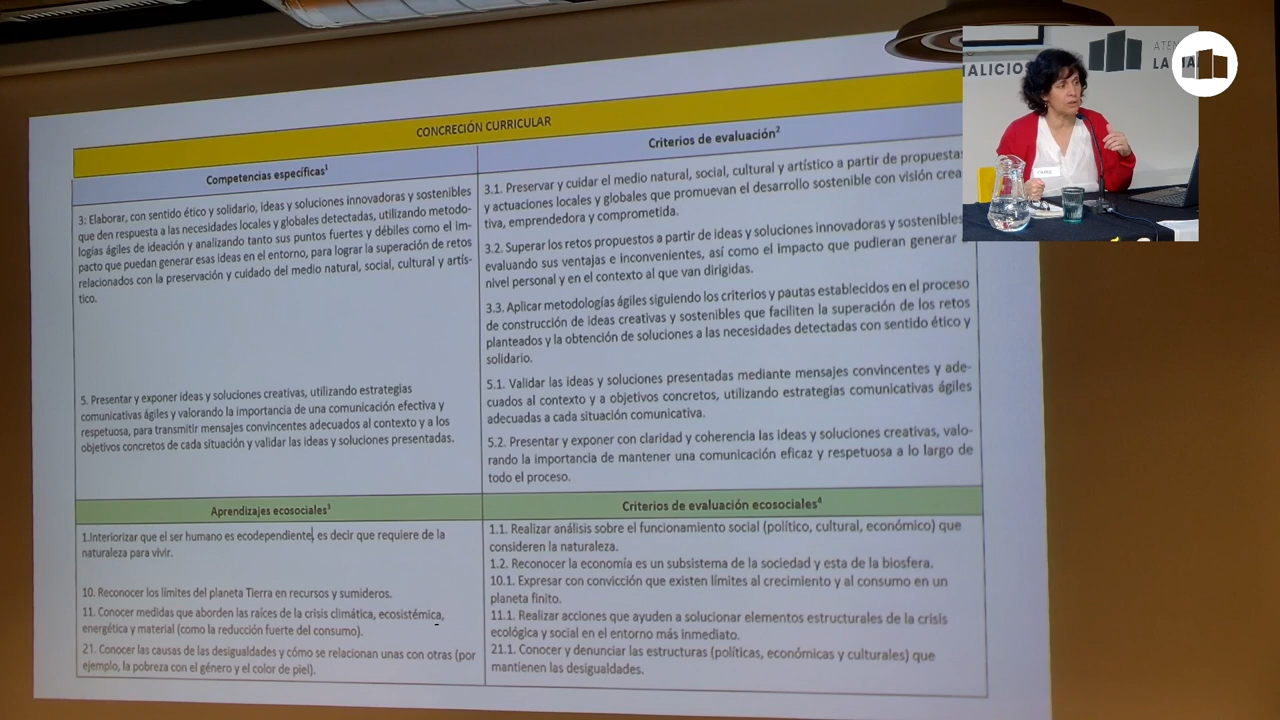 CONCRECIÓN CURRICULAR
Competencias específicas¹
3: Elaborar, con sentido ético y solidario, ideas y soluciones innovadoras y sostenibles
que den respuesta a las necesidades locales y globales detectadas, utilizando metodo-
logías ágiles de ideación y analizando tanto sus puntos fuertes y débiles como el im-
pacto que puedan generar esas ideas en el entorno, para lograr la superación de retos
relacionados con la preservación y cuidado del medio natural, social, cultural y artís-
tico.
5. Presentar y exponer ideas y soluciones creativas, utilizando estrategias
comunicativas ágiles y valorando la importancia de una comunicación efectiva y
respetuosa, para transmitir mensajes convincentes adecuados al contexto y a los
objetivos concretos de cada situación y validar las ideas y soluciones presentadas.
Criterios de evaluación²
3.1. Preservar y cuidar el medio natural, social, cultural y artístico a partir de propuestas
y actuaciones locales y globales que promuevan el desarrollo sostenible con visión crea
tiva, emprendedora y comprometida.
3.2. Superar los retos propuestos a partir de ideas y soluciones innovadoras y sostenibles
evaluando sus ventajas e inconvenientes, así como el impacto que pudieran generar
nivel personal y en el contexto al que van dirigidas.
3.3. Aplicar metodologías ágiles siguiendo los criterios y pautas establecidos en el proceso
de construcción de ideas creativas y sostenibles que faciliten la superación de los retos
planteados y la obtención de soluciones a las necesidades detectadas con sentido ético y
solidario.
5.1. Validar las ideas y soluciones presentadas mediante mensajes convincentes y ade-
cuados al contexto y a objetivos concretos, utilizando estrategias comunicativas ágiles
adecuadas a cada situación comunicativa.
5.2. Presentar y exponer con claridad y coherencia las ideas y soluciones creativas, valo-
rando la importancia de mantener una comunicación eficaz y respetuosa a lo largo de
todo el proceso.
Aprendizajes ecosociales³
1.Interiorizar que el ser humano es ecodependiente, es decir que requiere de la
naturaleza para vivir.
10. Reconocer los límites del planeta Tierra en recursos y sumideros.
11. Conocer medidas que aborden las raíces de la crisis climática, ecosistémica,
energética y material (como la reducción fuerte del consumo).
21. Conocer las causas de las desigualdades y cómo se relacionan unas con otras (por
ejemplo, la pobreza con el género y el color de piel).
Criterios de evaluación ecosociales⁴
1.1. Realizar análisis sobre el funcionamiento social (político, cultural, económico) que
consideren la naturaleza.
1.2. Reconocer la economía es un subsistema de la sociedad y esta de la biosfera.
10.1. Expresar con convicción que existen límites al crecimiento y al consumo en un
planeta finito.
11.1. Realizar acciones que ayuden a solucionar elementos estructurales de la crisis
ecológica y social en el entorno más inmediato.
21.1. Conocer y denunciar las estructuras (políticas, económicas y culturales) que
mantienen las desigualdades.
MALICIOS
ATEN
LA MA